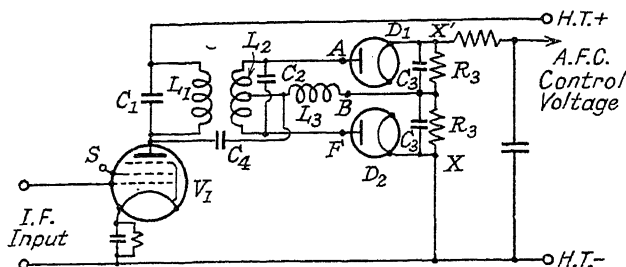 H.T.+
D1
X'
L2
A
A.F.C.
Control
Voltage
C1
L1
C2
C3
R3
L3
B
C4
F
C3
R3
S
V1
D2
X
I.F.
Input
H.T.-